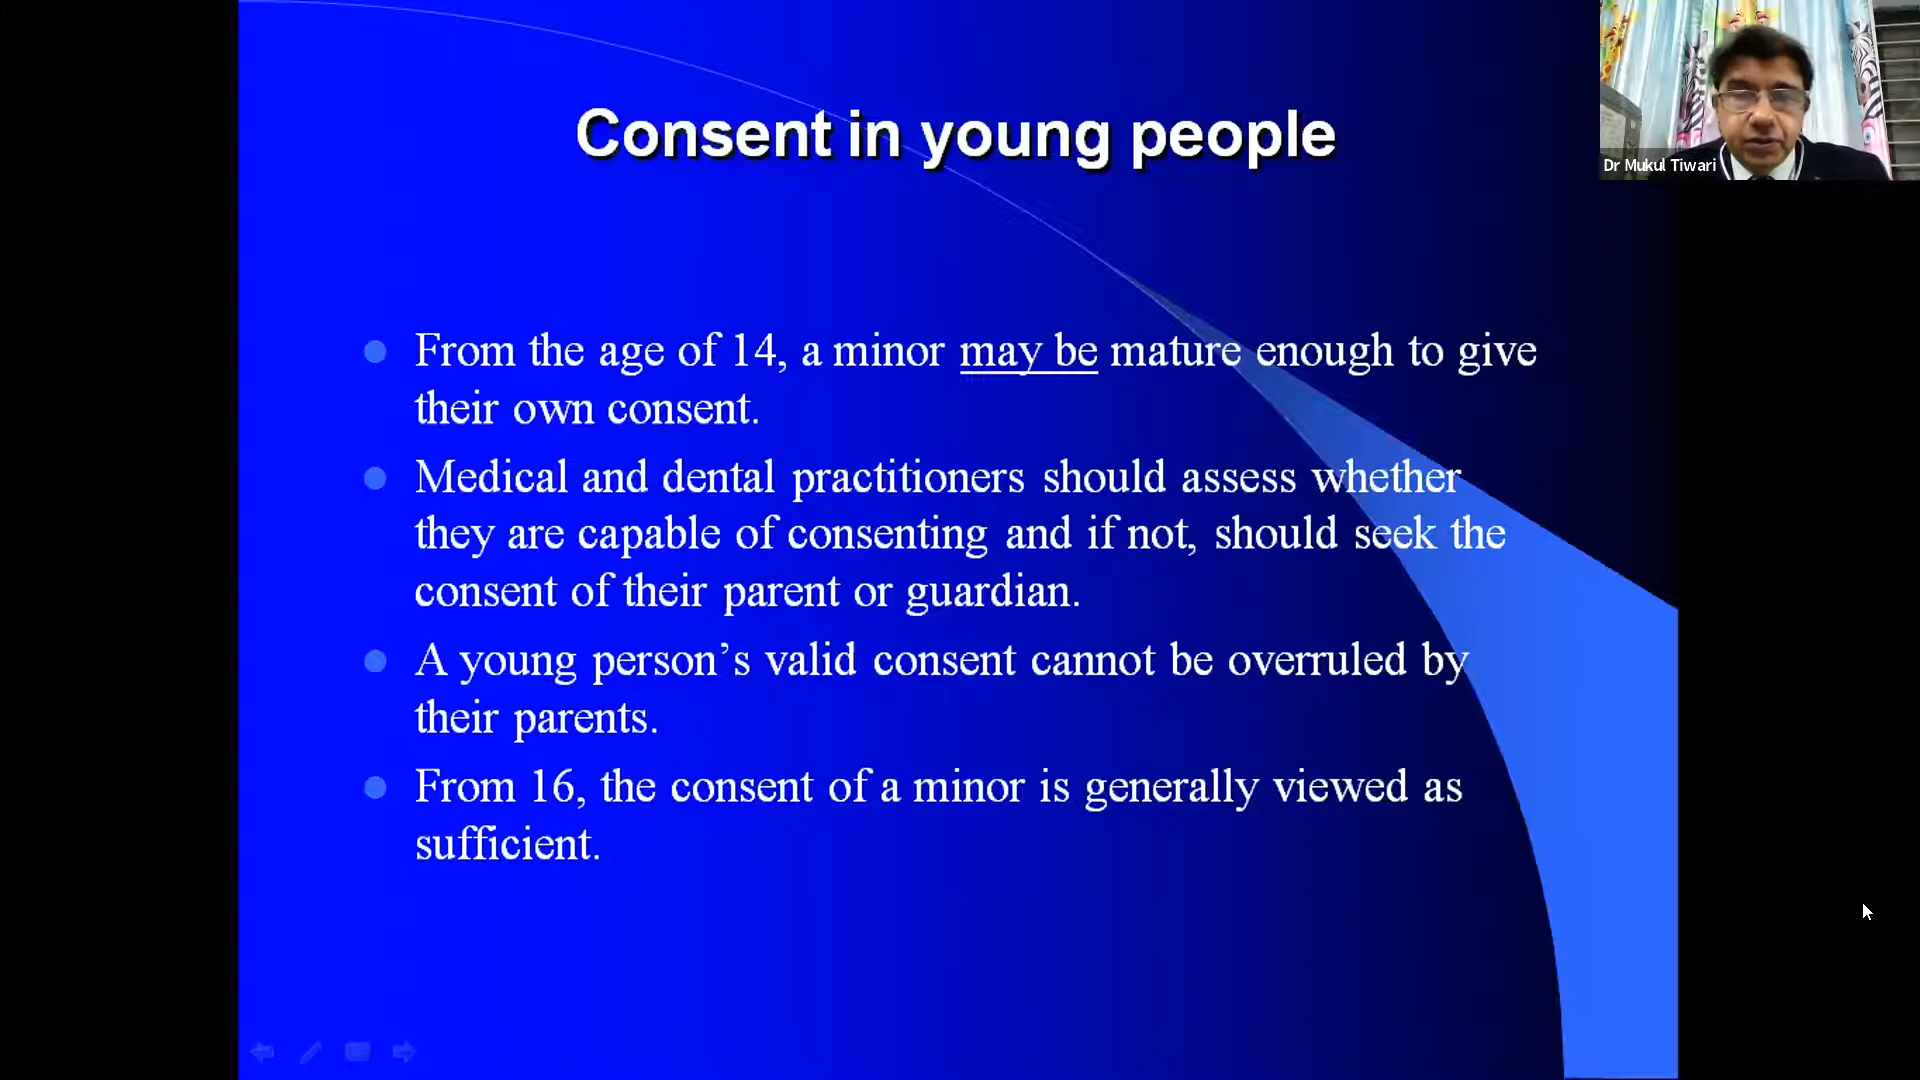 Consent in young people
Dr Mukul Tiwari
From the age of 14, a minor may be mature enough to give
their own consent.
Medical and dental practitioners should assess whether
they are capable of consenting and if not, should seek the
consent of their parent or guardian.
A young person’s valid consent cannot be overruled by
their parents.
From 16, the consent of a minor is generally viewed as
sufficient.